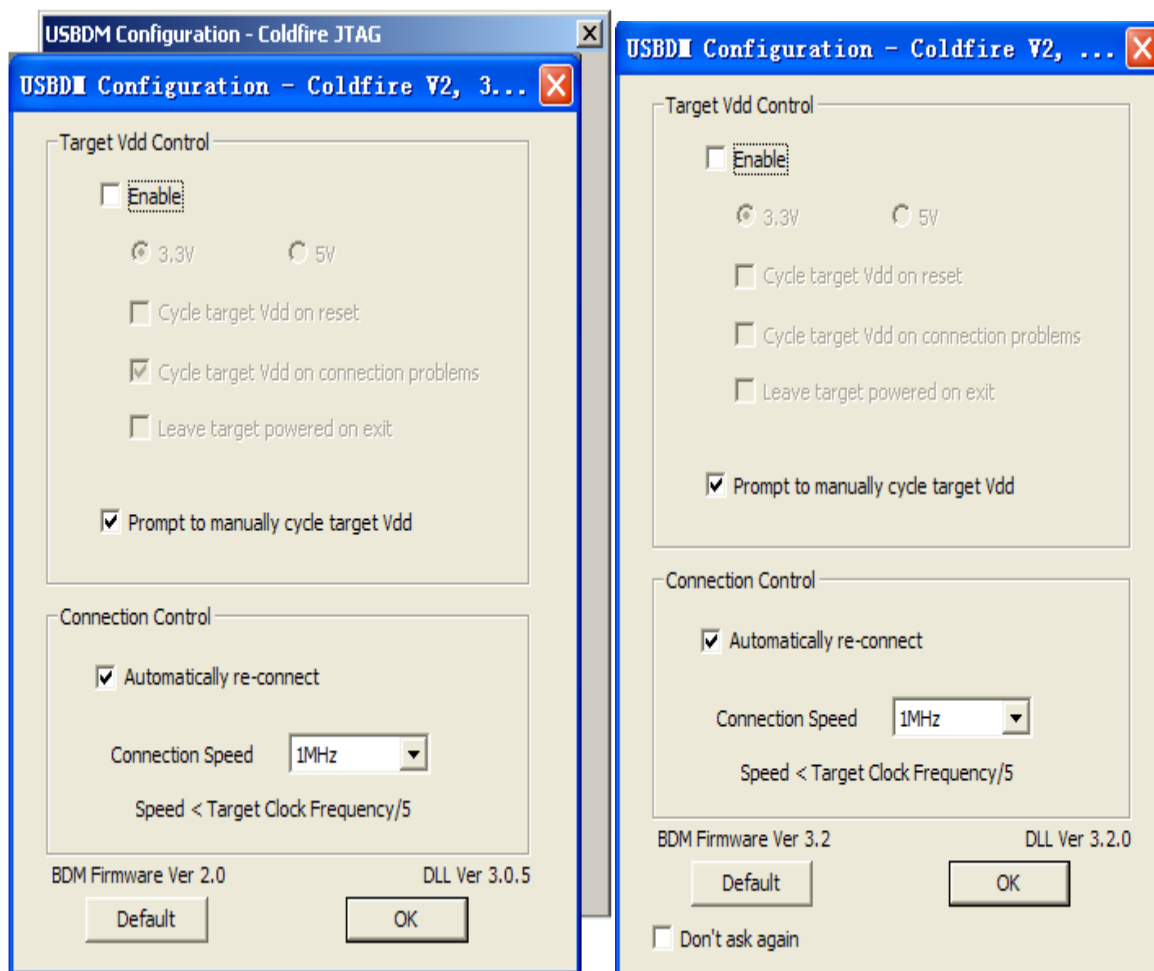 USBDM Configuration - Coldfire JTAG
USBDM Configuration - Coldfire V2, 3...
Target Vdd Control
Enable
3.3V 5V
Cycle target Vdd on reset
Cycle target Vdd on connection problems
Leave target powered on exit
Prompt to manually cycle target Vdd
Connection Control
Automatically re-connect
Connection Speed 1MHz
Speed < Target Clock Frequency/5
BDM Firmware Ver 2.0 DLL Ver 3.0.5
Default OK
USBDM Configuration - Coldfire V2, ...
Target Vdd Control
Enable
3.3V 5V
Cycle target Vdd on reset
Cycle target Vdd on connection problems
Leave target powered on exit
Prompt to manually cycle target Vdd
Connection Control
Automatically re-connect
Connection Speed 1MHz
Speed < Target Clock Frequency/5
BDM Firmware Ver 3.2 DLL Ver 3.2.0
Default OK
Don't ask again